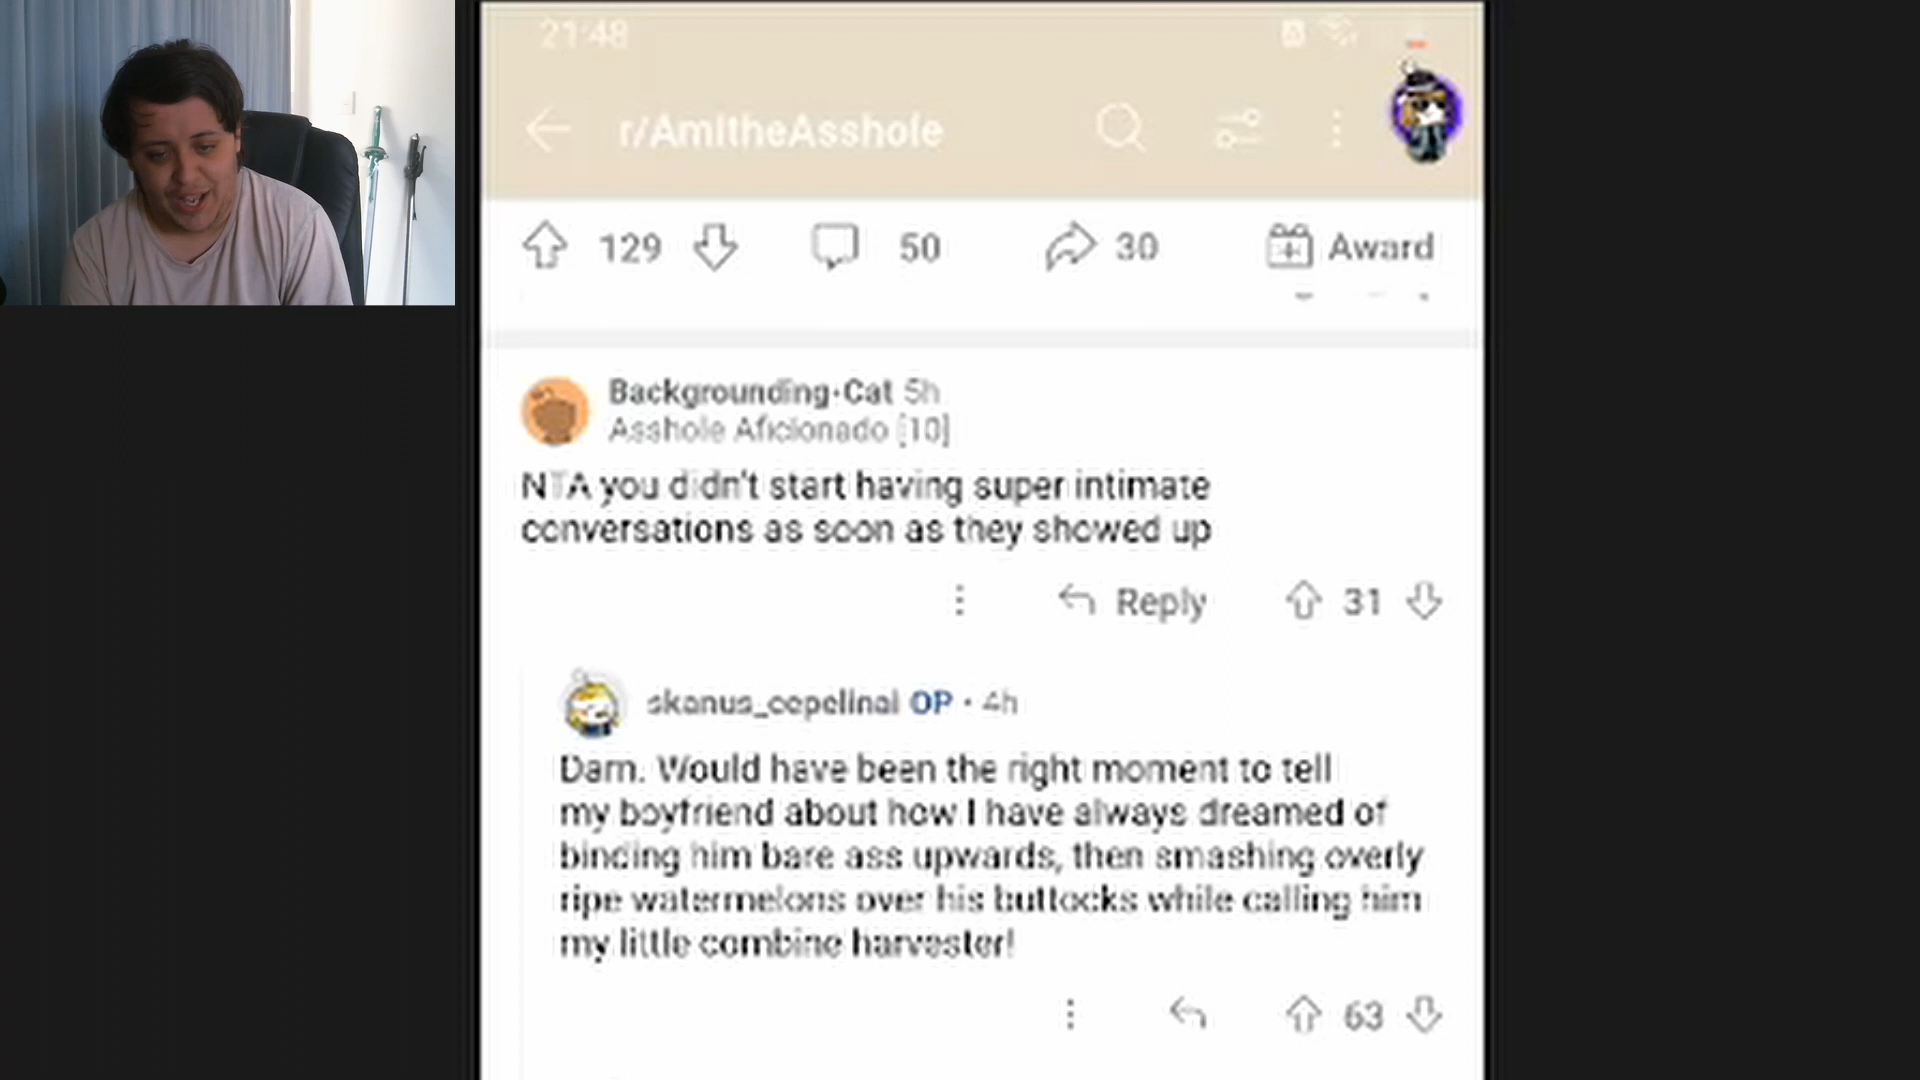 21:48
r/AmItheAsshole
129 50 30 Award
Backgrounding-Cat 5h
Asshole Aficionado [10]
NTA you didn't start having super intimate
conversations as soon as they showed up
Reply 31
skanus_cepelinai OP · 4h
Darn. Would have been the right moment to tell
my boyfriend about how I have always dreamed of
binding him bare ass upwards, then smashing overly
ripe watermelons over his buttocks while calling him
my little combine harvester!
63